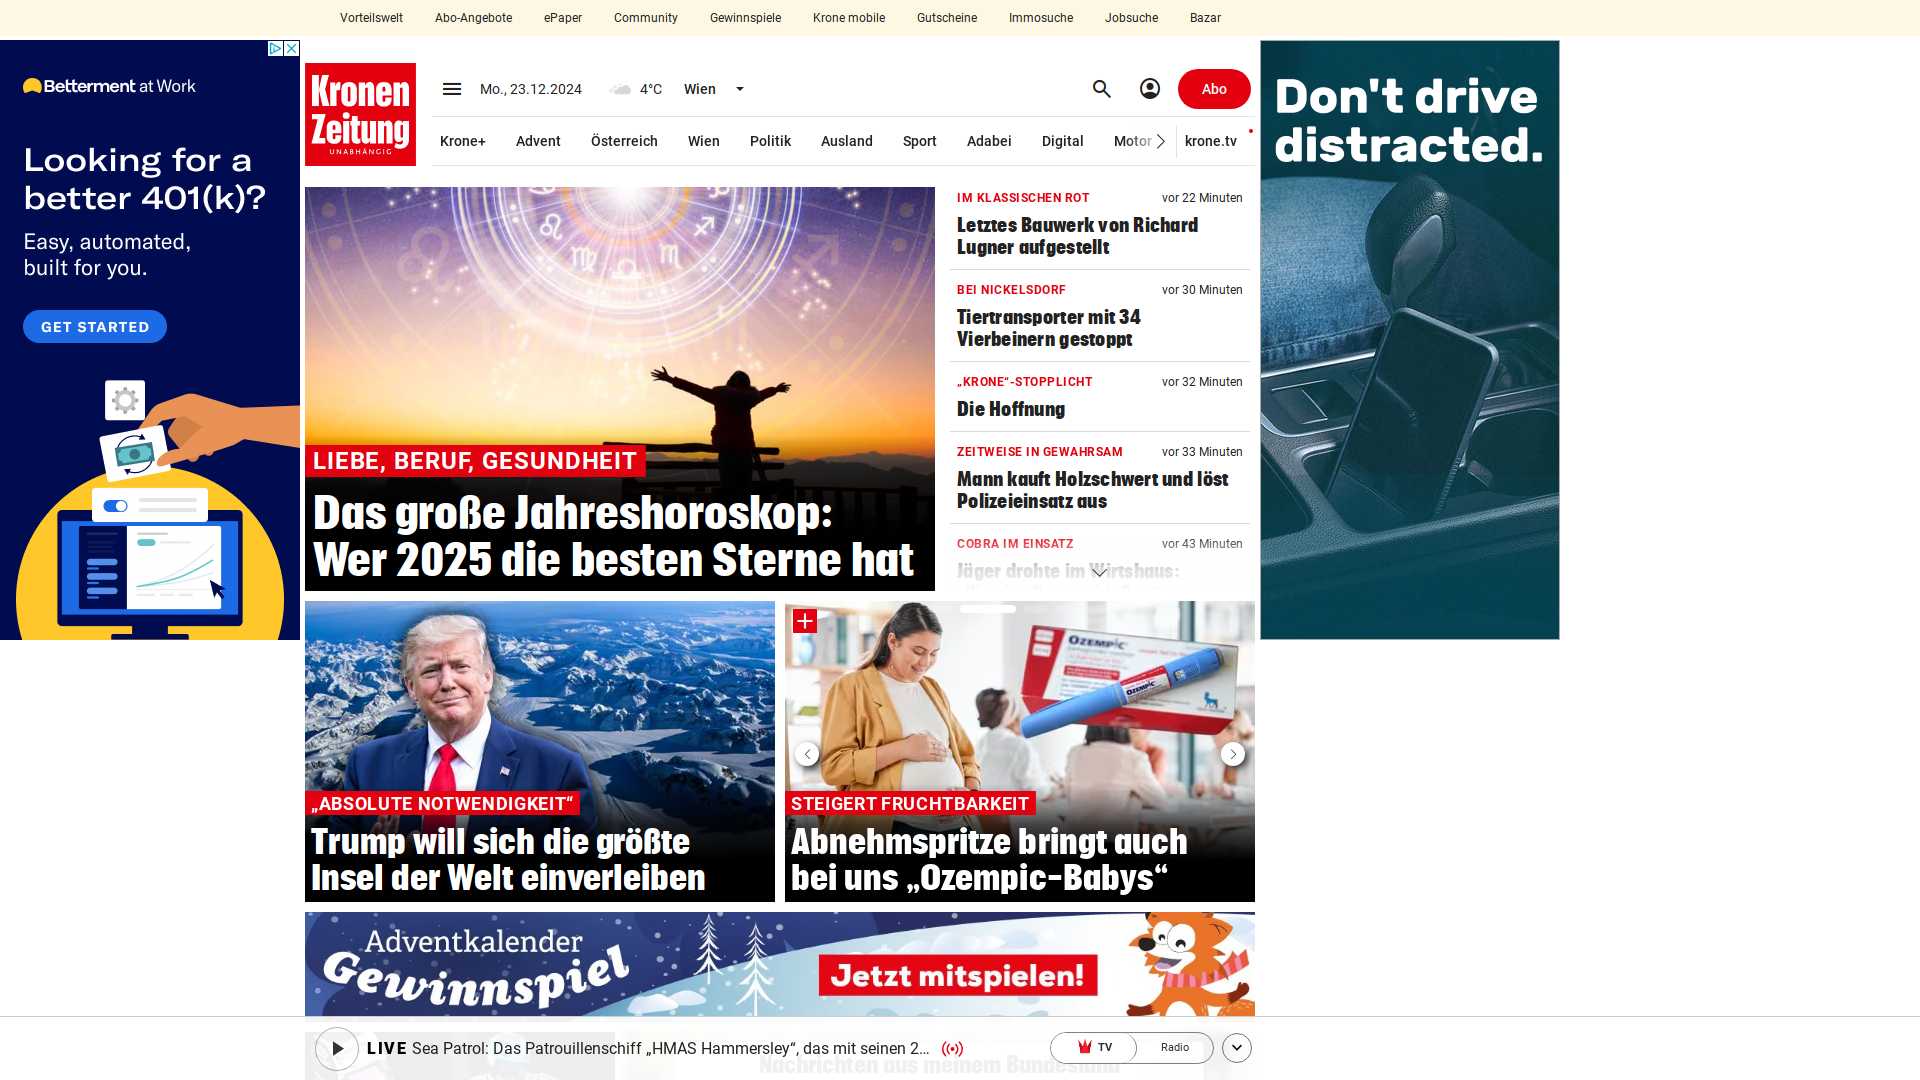 Vorteilswelt Abo-Angebote ePaper Community Gewinnspiele Krone mobile Gutscheine Immosuche Jobsuche Bazar
Betterment at Work
Looking for a
better 401(k)?
Easy, automated,
built for you.
GET STARTED
Kronen
Zeitung
UNABHÄNGIG
Mo., 23.12.2024 4°C Wien
Abo
Krone+ Advent Österreich Wien Politik Ausland Sport Adabei Digital Motor krone.tv
LIEBE, BERUF, GESUNDHEIT
Das große Jahreshoroskop:
Wer 2025 die besten Sterne hat
IM KLASSISCHEN ROT vor 22 Minuten
Letztes Bauwerk von Richard
Lugner aufgestellt
BEI NICKELSDORF vor 30 Minuten
Tiertransporter mit 34
Vierbeinern gestoppt
„KRONE“-STOPPLICHT vor 32 Minuten
Die Hoffnung
ZEITWEISE IN GEWAHRSAM vor 33 Minuten
Mann kauft Holzschwert und löst
Polizeieinsatz aus
COBRA IM EINSATZ vor 43 Minuten
Jäger drohte im Wirtshaus:
Don't drive
distracted.
„ABSOLUTE NOTWENDIGKEIT“
Trump will sich die größte
Insel der Welt einverleiben
OZEMPIC
OZEMPIC
STEIGERT FRUCHTBARKEIT
Abnehmspritze bringt auch
bei uns „Ozempic-Babys“
Adventkalender
Gewinnspiel
Jetzt mitspielen!
LIVE Sea Patrol: Das Patrouillenschiff „HMAS Hammersley“, das mit seinen 2...
TV Radio
Nachrichten aus meinem Bundesland